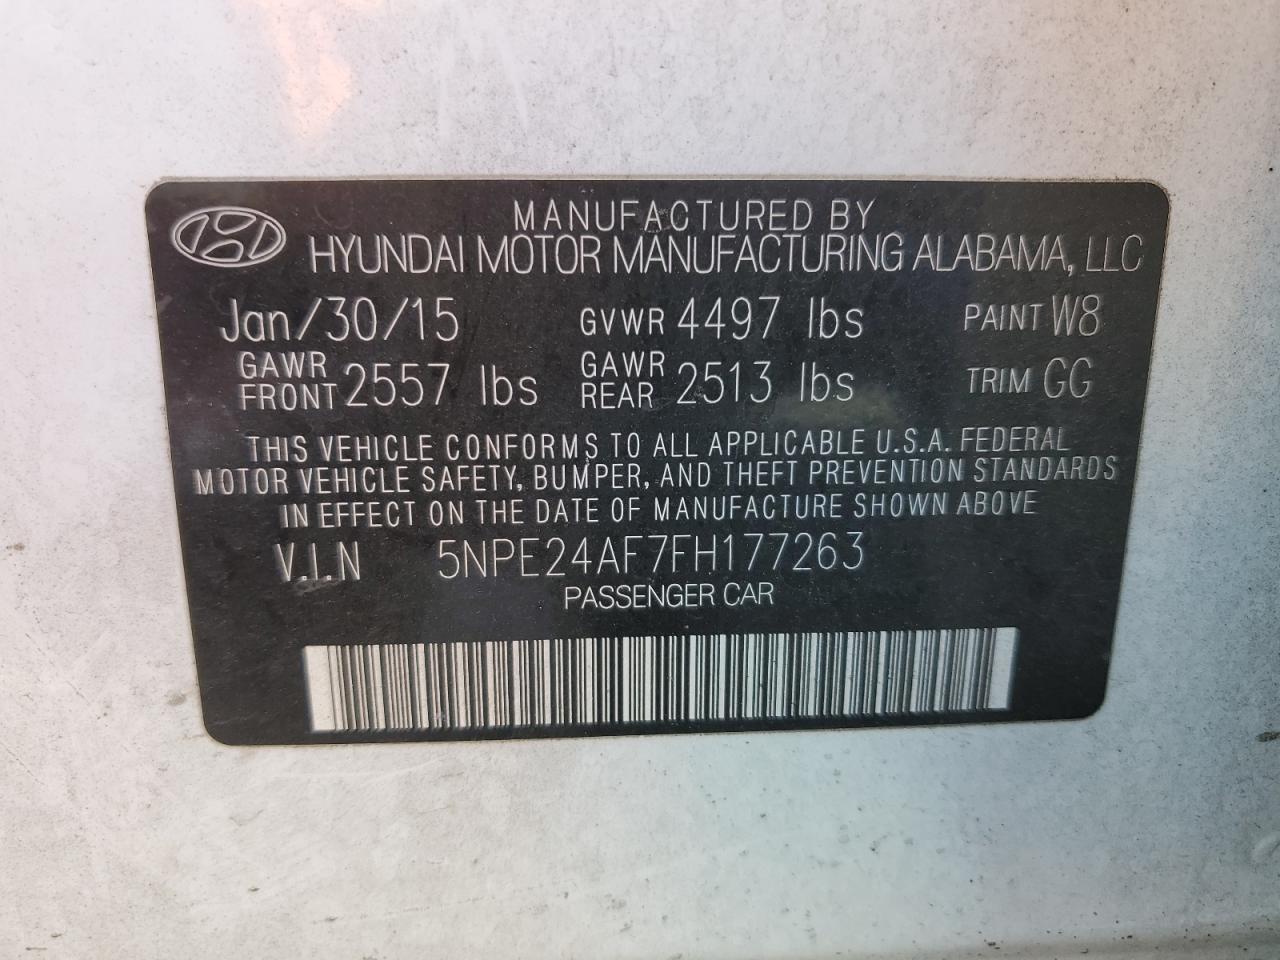 MANUFACTURED BY
HYUNDAI MOTOR MANUFACTURING ALABAMA, LLC
Jan/30/15 GVWR 4497 lbs PAINT W8
GAWR FRONT 2557 lbs GAWR REAR 2513 lbs TRIM GG
THIS VEHICLE CONFORMS TO ALL APPLICABLE U.S.A. FEDERAL
MOTOR VEHICLE SAFETY, BUMPER, AND THEFT PREVENTION STANDARDS
IN EFFECT ON THE DATE OF MANUFACTURE SHOWN ABOVE
V.I.N 5NPE24AF7FH177263
PASSENGER CAR